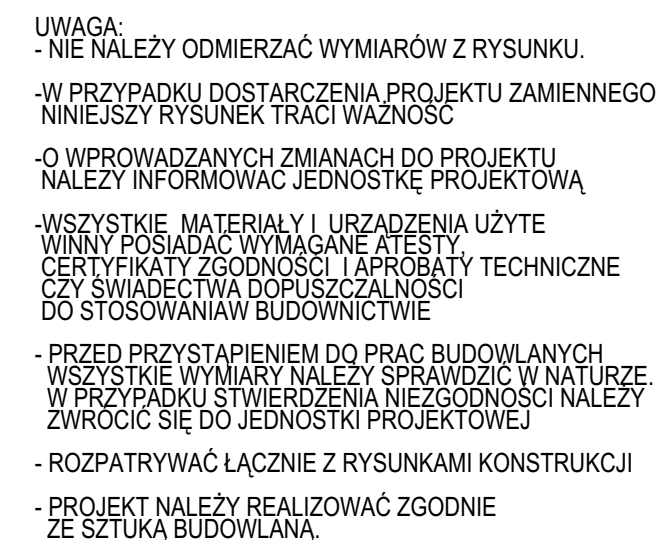 UWAGA:
- NIE NALEŻY ODMIERZAĆ WYMIARÓW Z RYSUNKU.
-W PRZYPADKU DOSTARCZENIA PROJEKTU ZAMIENNEGO
NINIEJSZY RYSUNEK TRACI WAŻNOŚĆ
-O WPROWADZANYCH ZMIANACH DO PROJEKTU
NALEZY INFORMOWAC JEDNOSTKĘ PROJEKTOWĄ
-WSZYSTKIE MATERIAŁY I URZĄDZENIA UŻYTE
WINNY POSIADAĆ WYMAGANE ATESTY,
CERTYFIKATY ZGODNOŚCI I APROBATY TECHNICZNE
CZY ŚWIADECTWA DOPUSZCZALNOŚCI
DO STOSOWANIAW BUDOWNICTWIE
- PRZED PRZYSTĄPIENIEM DO PRAC BUDOWLANYCH
WSZYSTKIE WYMIARY NALEŻY SPRAWDZIĆ W NATURZE.
W PRZYPADKU STWIERDZENIA NIEZGODNOŚCI NALEŻY
ZWRÓCIĆ SIĘ DO JEDNOSTKI PROJEKTOWEJ
- ROZPATRYWAĆ ŁĄCZNIE Z RYSUNKAMI KONSTRUKCJI
- PROJEKT NALEŻY REALIZOWAĆ ZGODNIE
ZE SZTUKĄ BUDOWLANĄ.